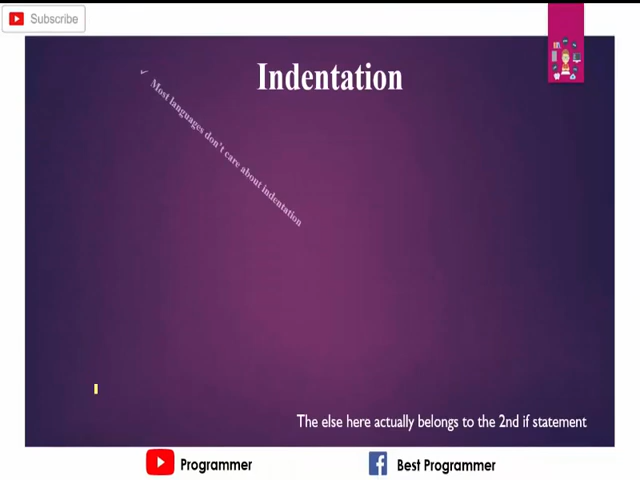 Subscribe
Indentation
✓ Most languages don't care about indentation
The else here actually belongs to the 2nd if statement
Programmer
Best Programmer